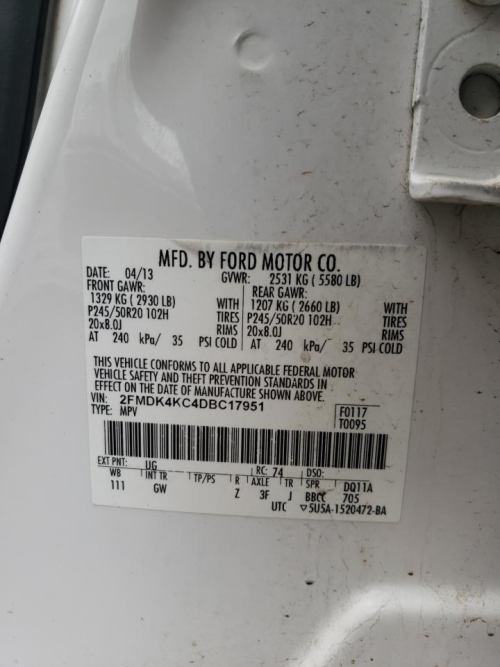 MFD. BY FORD MOTOR CO.
DATE: 04/13 GVWR: 2531 KG ( 5580 LB)
FRONT GAWR: REAR GAWR:
1329 KG ( 2930 LB) WITH 1207 KG ( 2660 LB) WITH
P245/50R20 102H TIRES P245/50R20 102H TIRES
20x8.0J RIMS 20x8.0J RIMS
AT 240 kPa/ 35 PSI COLD AT 240 kPa/ 35 PSI COLD
THIS VEHICLE CONFORMS TO ALL APPLICABLE FEDERAL MOTOR
VEHICLE SAFETY AND THEFT PREVENTION STANDARDS IN
EFFECT ON THE DATE OF MANUFACTURE SHOWN ABOVE.
VIN: 2FMDK4KC4DBC17951 F0117
TYPE: MPV T0095
EXT PNT: UG RC: 74 DSO:
WB INT TR TP/PS R AXLE TR SPR DQ11A
111 GW Z 3F J BBCC 705
UTC ▽5U5A-1520472-BA